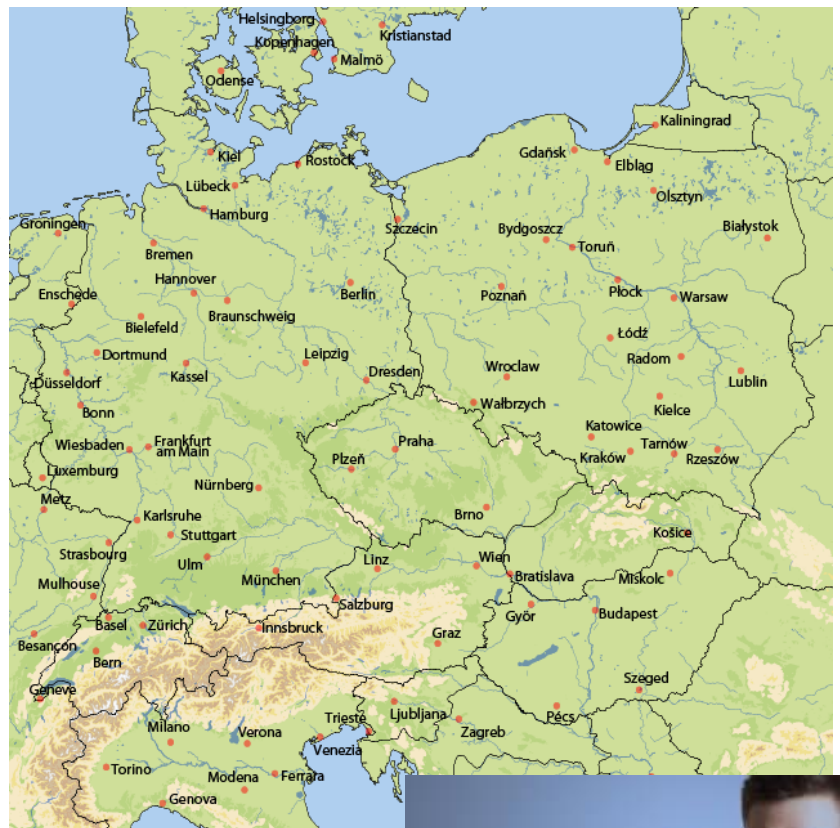 Helsingborg
Kristianstad
Kopenhagen
Malmö
Odense
Kaliningrad
Kiel
Gdańsk
Rostock
Elbląg
Lübeck
Olsztyn
Hamburg
Szczecin
Groningen
Bydgoszcz
Białystok
Toruń
Bremen
Hannover
Enschede
Berlin
Poznań
Płock
Warsaw
Braunschweig
Bielefeld
Łódź
Dortmund
Leipzig
Radom
Kassel
Wroclaw
Dresden
Düsseldorf
Lublin
Bonn
Wałbrzych
Kielce
Katowice
Wiesbaden
Frankfurt
am Main
Praha
Tarnów
Kraków
Rzeszów
Plzeň
Luxemburg
Nürnberg
Metz
Brno
Karlsruhe
Stuttgart
Košice
Strasbourg
Ulm
Linz
Wien
München
Bratislava
Miskolc
Mulhouse
Salzburg
Győr
Budapest
Basel
Zürich
Innsbruck
Graz
Besançon
Bern
Szeged
Geneve
Ljubljana
Pécs
Trieste
Milano
Verona
Zagreb
Venezia
Torino
Modena
Ferrara
Genova